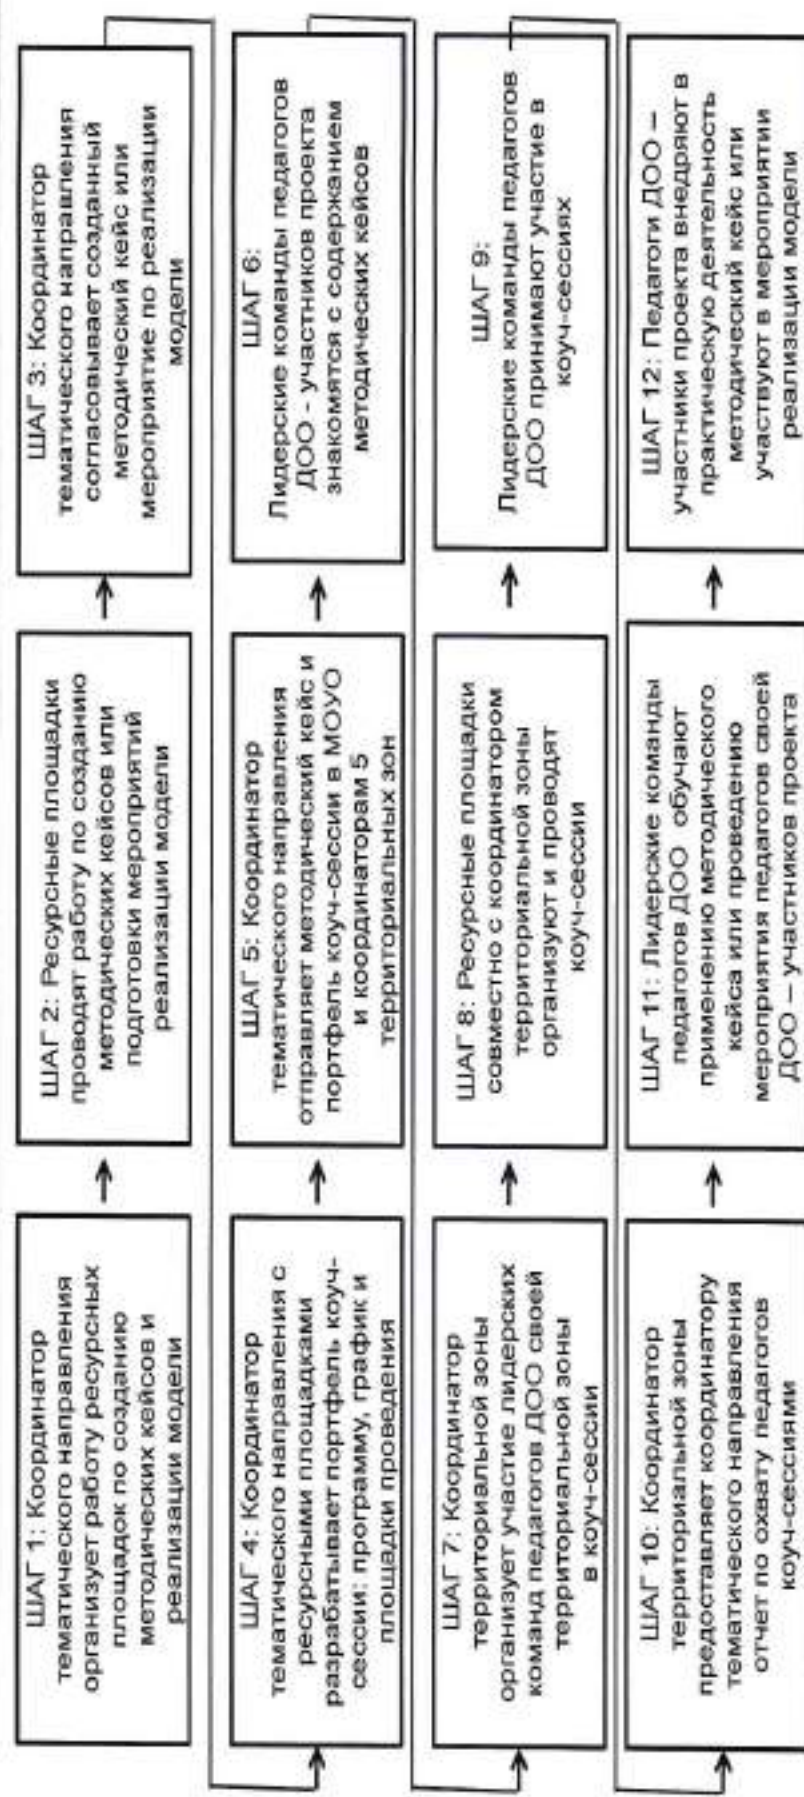 ШАГ 1: Координатор
тематического направления
организует работу ресурсных
площадок по созданию
методических кейсов и
реализации модели
ШАГ 2: Ресурсные площадки
проводят работу по созданию
методических кейсов или
подготовки мероприятий
реализации модели
ШАГ 3: Координатор
тематического направления
согласовывает созданный
методический кейс или
мероприятие по реализации
модели
ШАГ 4: Координатор
тематического направления с
ресурсными площадками
разрабатывает портфель коуч-
сессии: программу, график и
площадки проведения
ШАГ 5: Координатор
тематического направления
отправляет методический кейс и
портфель коуч-сессии в МОУО
и координаторам 5
территориальных зон
ШАГ 6:
Лидерские команды педагогов
ДОО - участников проекта
знакомятся с содержанием
методических кейсов
ШАГ 7: Координатор
территориальной зоны
организует участие лидерских
команд педагогов ДОО своей
территориальной зоны
в коуч-сессии
ШАГ 8: Ресурсные площадки
совместно с координатором
территориальной зоны
организуют и проводят
коуч-сессии
ШАГ 9:
Лидерские команды педагогов
ДОО принимают участие в
коуч-сессиях
ШАГ 10: Координатор
территориальной зоны
предоставляет координатору
тематического направления
отчет по охвату педагогов
коуч-сессиями
ШАГ 11: Лидерские команды
педагогов ДОО обучают
применению методического
кейса или проведению
мероприятия педагогов своей
ДОО – участников проекта
ШАГ 12: Педагоги ДОО –
участники проекта внедряют в
практическую деятельность
методический кейс или
участвуют в мероприятии
реализации модели